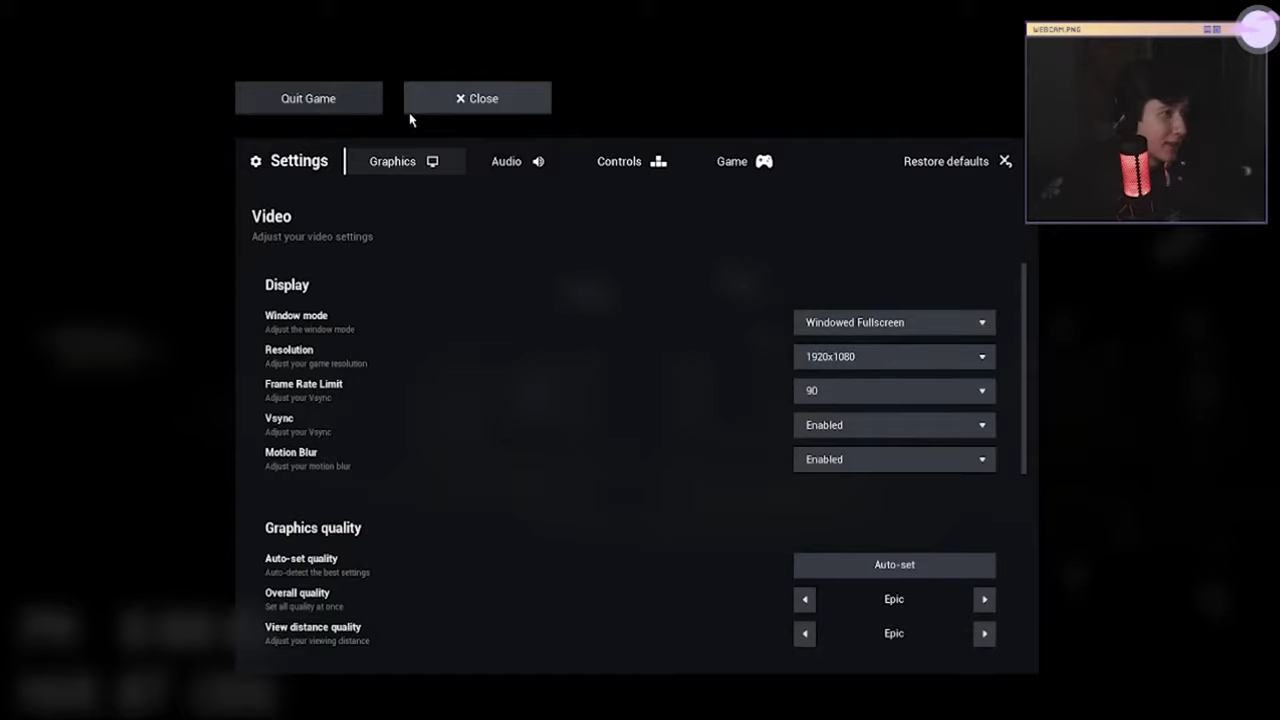 WEBCAM.PNG
Quit Game
Close
Settings
Graphics
Audio
Controls
Game
Restore defaults
Video
Adjust your video settings
Display
Window mode
Adjust the window mode
Windowed Fullscreen
Resolution
Adjust your game resolution
1920x1080
Frame Rate Limit
Adjust your Vsync
90
Vsync
Adjust your Vsync
Enabled
Motion Blur
Adjust your motion blur
Enabled
Graphics quality
Auto-set quality
Auto-detect the best settings
Auto-set
Overall quality
Set all quality at once
Epic
View distance quality
Adjust your viewing distance
Epic